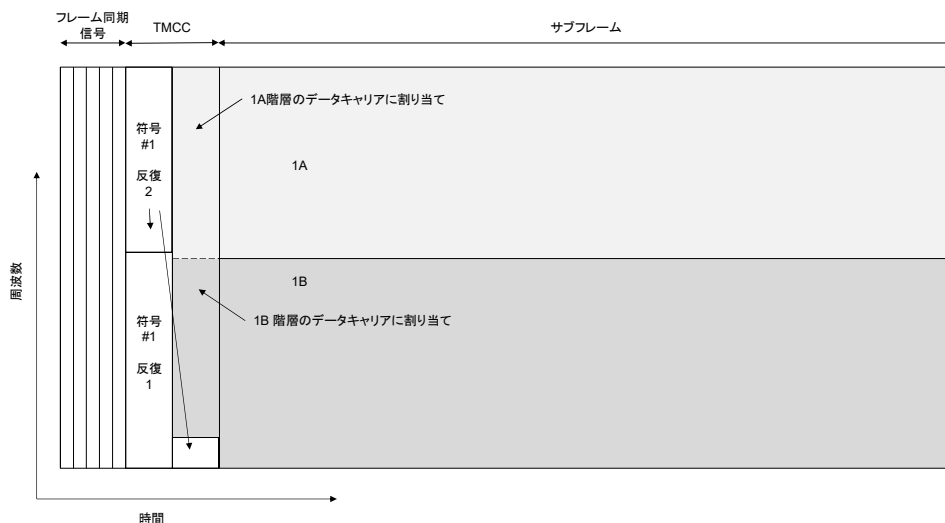 フレーム同期
信号
TMCC
サブフレーム
1A階層のデータキャリアに割り当て
符号
#1
反復
2
1A
1B
1B 階層のデータキャリアに割り当て
符号
#1
反復
1
周波数
時間